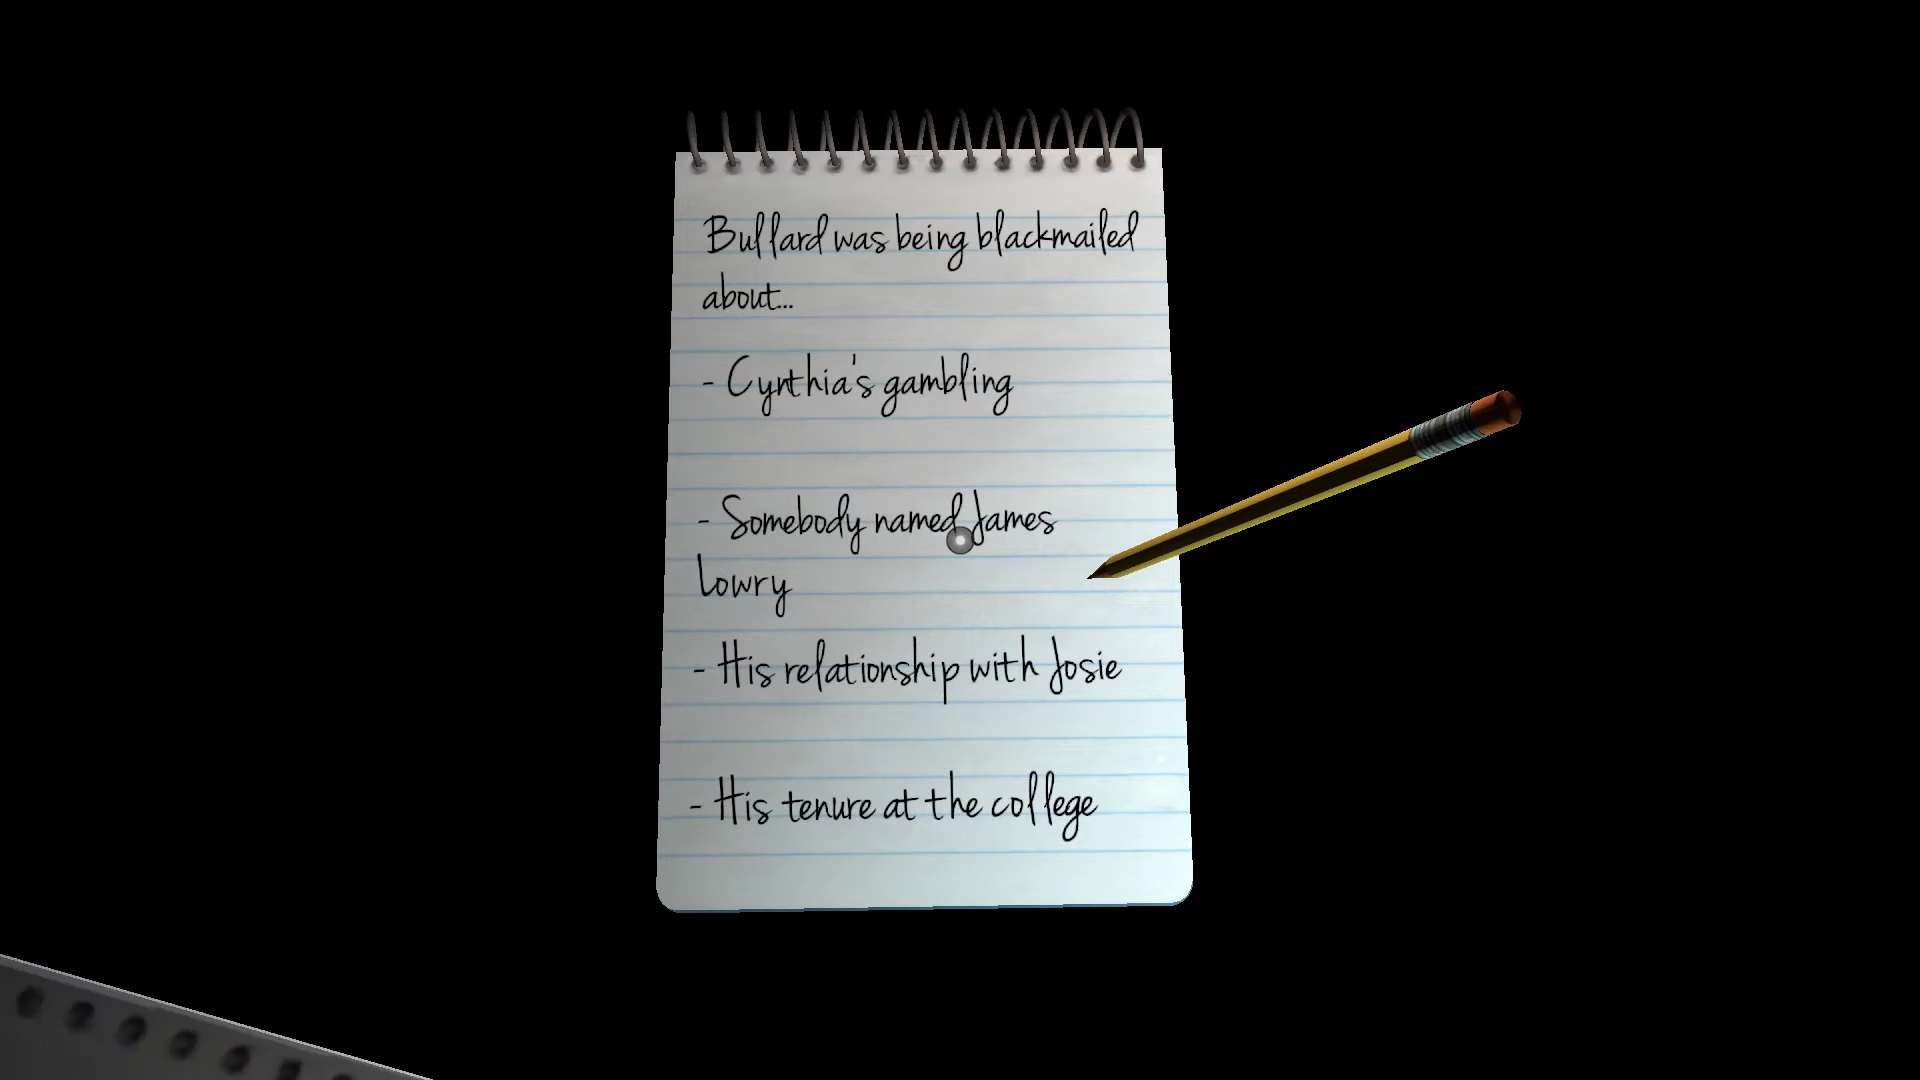 Bullard was being blackmailed
about...
- Cynthia's gambling
- Somebody named James
Lowry
- His relationship with Josie
- His tenure at the college